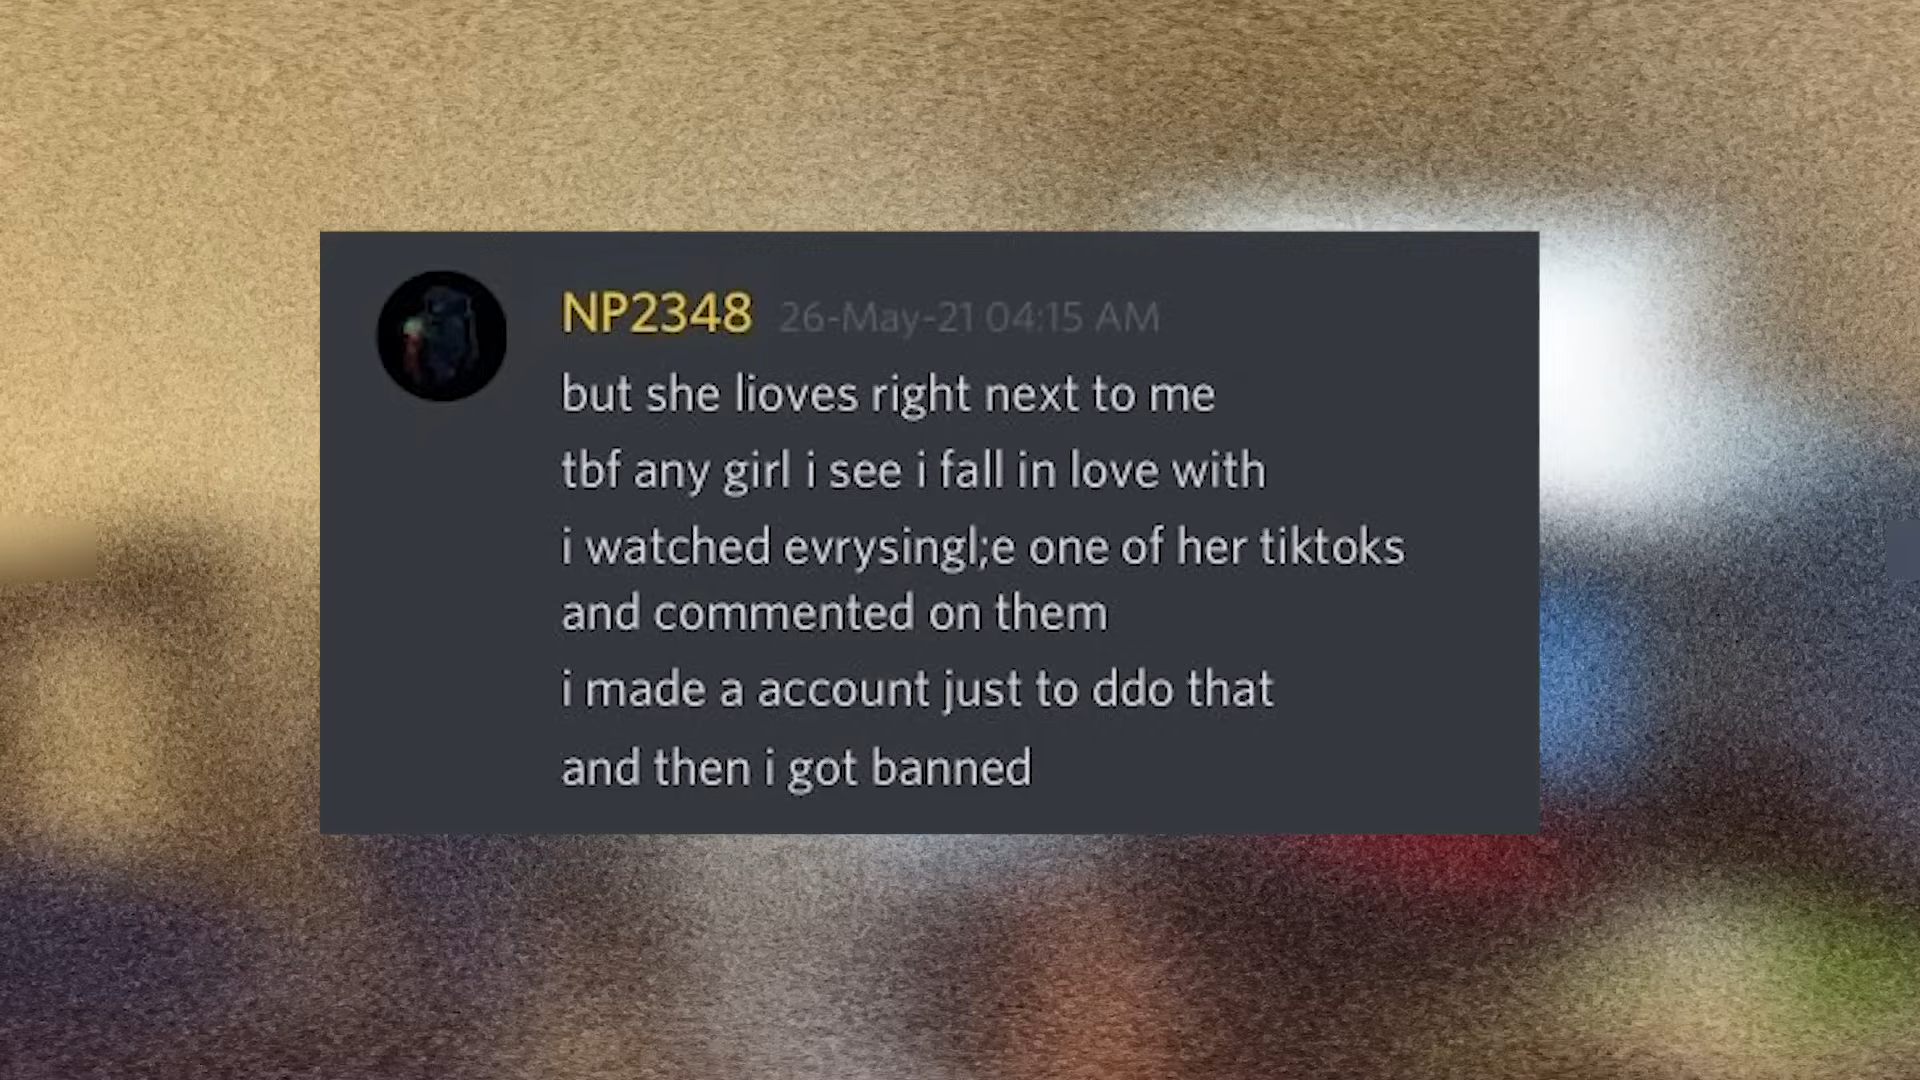 NP2348 26-May-21 04:15 AM
but she lioves right next to me
tbf any girl i see i fall in love with
i watched evrysingl;e one of her tiktoks
and commented on them
i made a account just to ddo that
and then i got banned